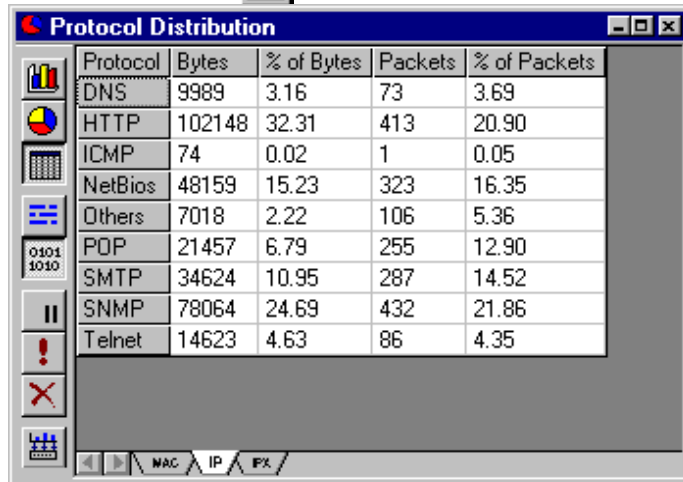 Protocol Distribution
Protocol Bytes % of Bytes Packets % of Packets
DNS 9989 3.16 73 3.69
HTTP 102148 32.31 413 20.90
ICMP 74 0.02 1 0.05
NetBios 48159 15.23 323 16.35
Others 7018 2.22 106 5.36
POP 21457 6.79 255 12.90
SMTP 34624 10.95 287 14.52
SNMP 78064 24.69 432 21.86
Telnet 14623 4.63 86 4.35
0101
1010
MAC IP IPX